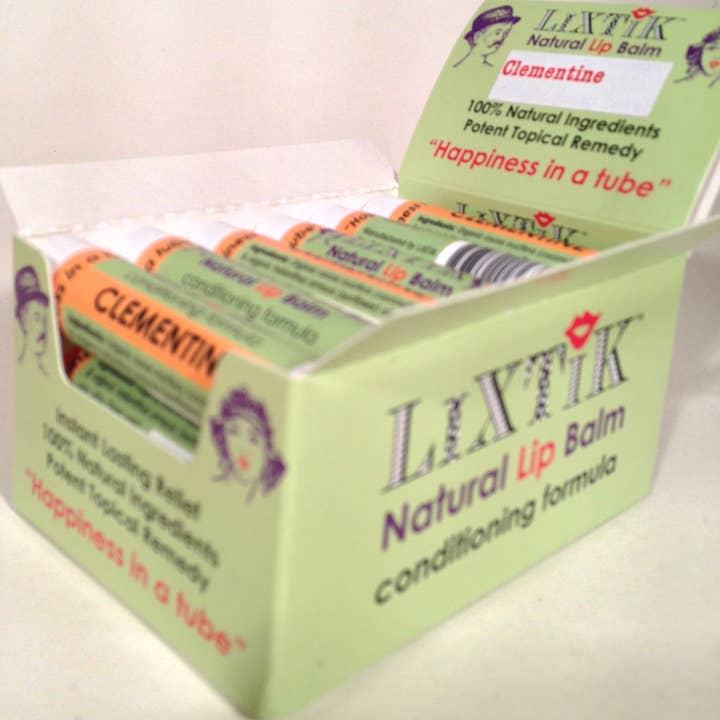 LiXTiK
Natural Lip Balm
Clementine
100% Natural Ingredients
Potent Topical Remedy
"Happiness in a tube"
CLEMENTIN
Natural Lip Balm
conditioning formula
Natural Lip Balm
LiXTiK
Instant Lasting Relief
100% Natural Ingredients
Potent Topical Remedy
"Happiness in a tube"
LiXTiK
Natural Lip Balm
conditioning formula